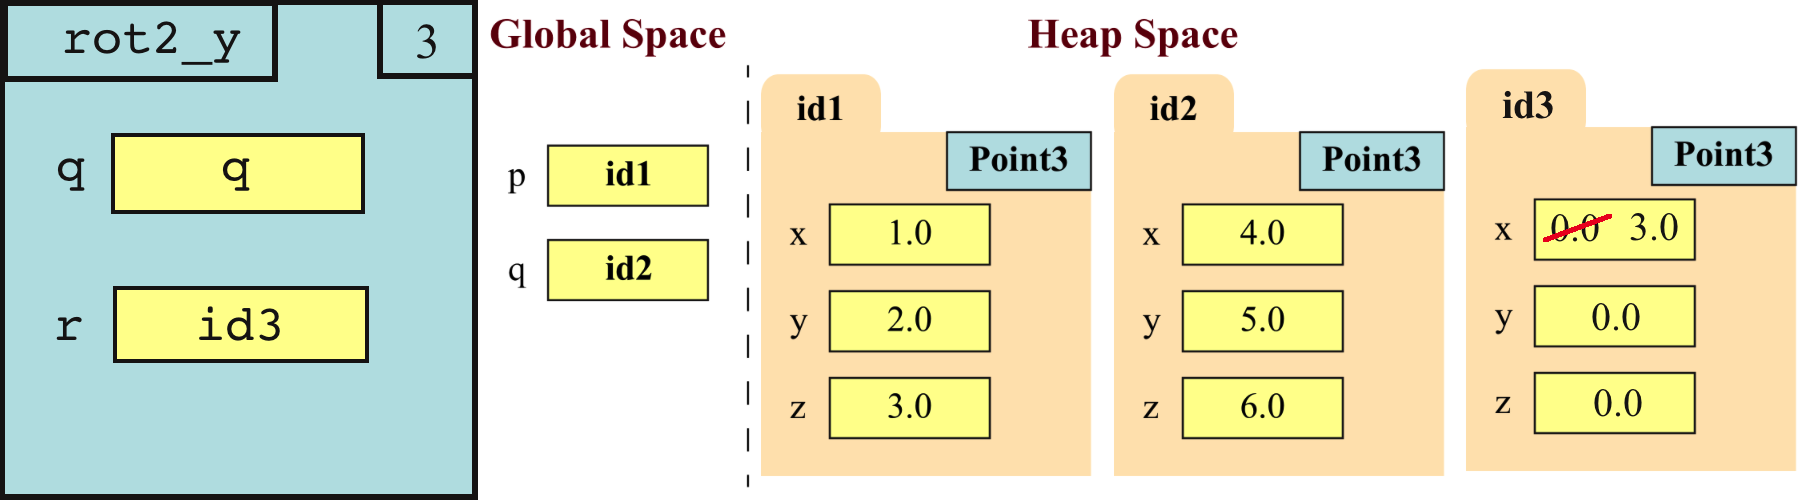 rot2_y 3
q q
r id3
Global Space
p id1
q id2
Heap Space
id1
Point3
x 1.0
y 2.0
z 3.0
id2
Point3
x 4.0
y 5.0
z 6.0
id3
Point3
x 0.0 3.0
y 0.0
z 0.0